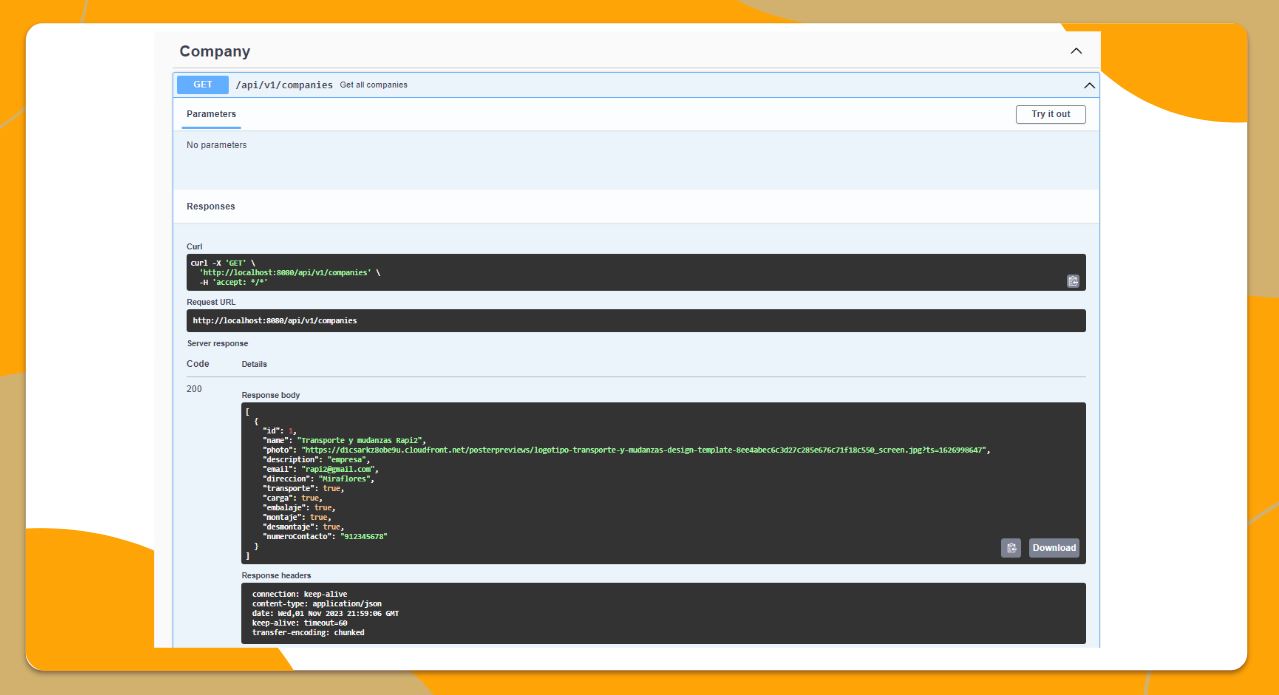 Company
GET /api/v1/companies Get all companies
Parameters
Try it out
No parameters
Responses
Curl
curl -X 'GET' \
'http://localhost:8080/api/v1/companies' \
-H 'accept: */*'
Request URL
http://localhost:8080/api/v1/companies
Server response
Code Details
200
Response body
[
{
"id": 1,
"name": "Transporte y mudanzas Rapi2",
"photo": "https://d1csarkz8obe9u.cloudfront.net/posterpreviews/logotipo-transporte-y-mudanzas-design-template-8ee4abec6c3d27c285e676c71f18c550_screen.jpg?ts=1626998647",
"description": "empresa",
"email": "rapi2@gmail.com",
"direccion": "Miraflores",
"transporte": true,
"carga": true,
"embalaje": true,
"montaje": true,
"desmontaje": true,
"numeroContacto": "912345678"
}
]
Download
Response headers
connection: keep-alive
content-type: application/json
date: Wed,01 Nov 2023 21:59:06 GMT
keep-alive: timeout=60
transfer-encoding: chunked